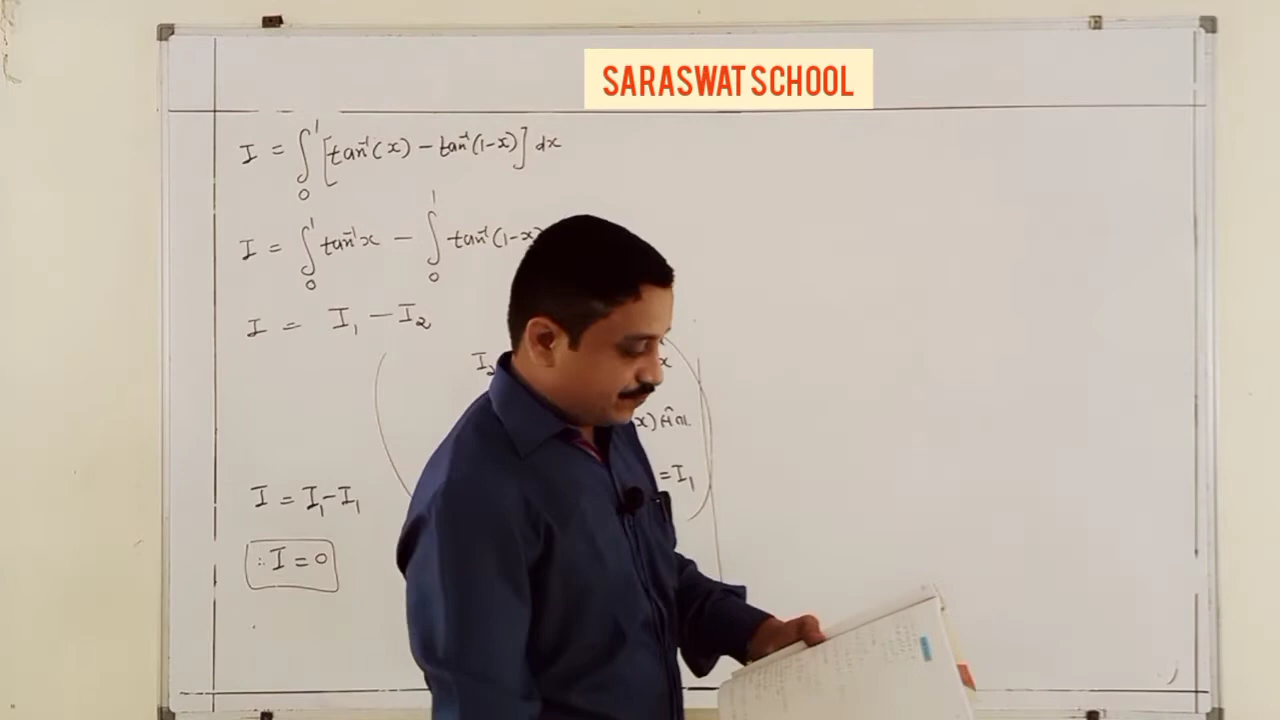 SARASWAT SCHOOL
I = ∫₀¹ [tan⁻¹(x) − tan⁻¹(1−x)] dx
I = ∫₀¹ tan⁻¹x − ∫₀¹ tan⁻¹(1−x)
I = I₁ − I₂
I₂ x
x)
= I₁
I = I₁−I₁
∴ I = 0